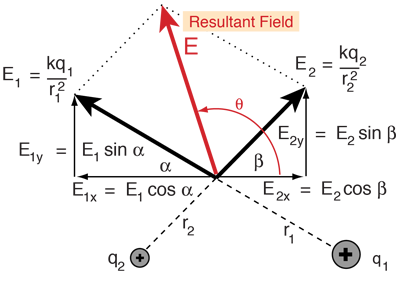 Resultant Field
E
E₁ = kq₁ / r₁²
E₂ = kq₂ / r₂²
θ
E₁y = E₁ sin α
E₂y = E₂ sin β
α
β
E₁x = E₁ cos α
E₂x = E₂ cos β
r₂
r₁
q₂
+
+
q₁